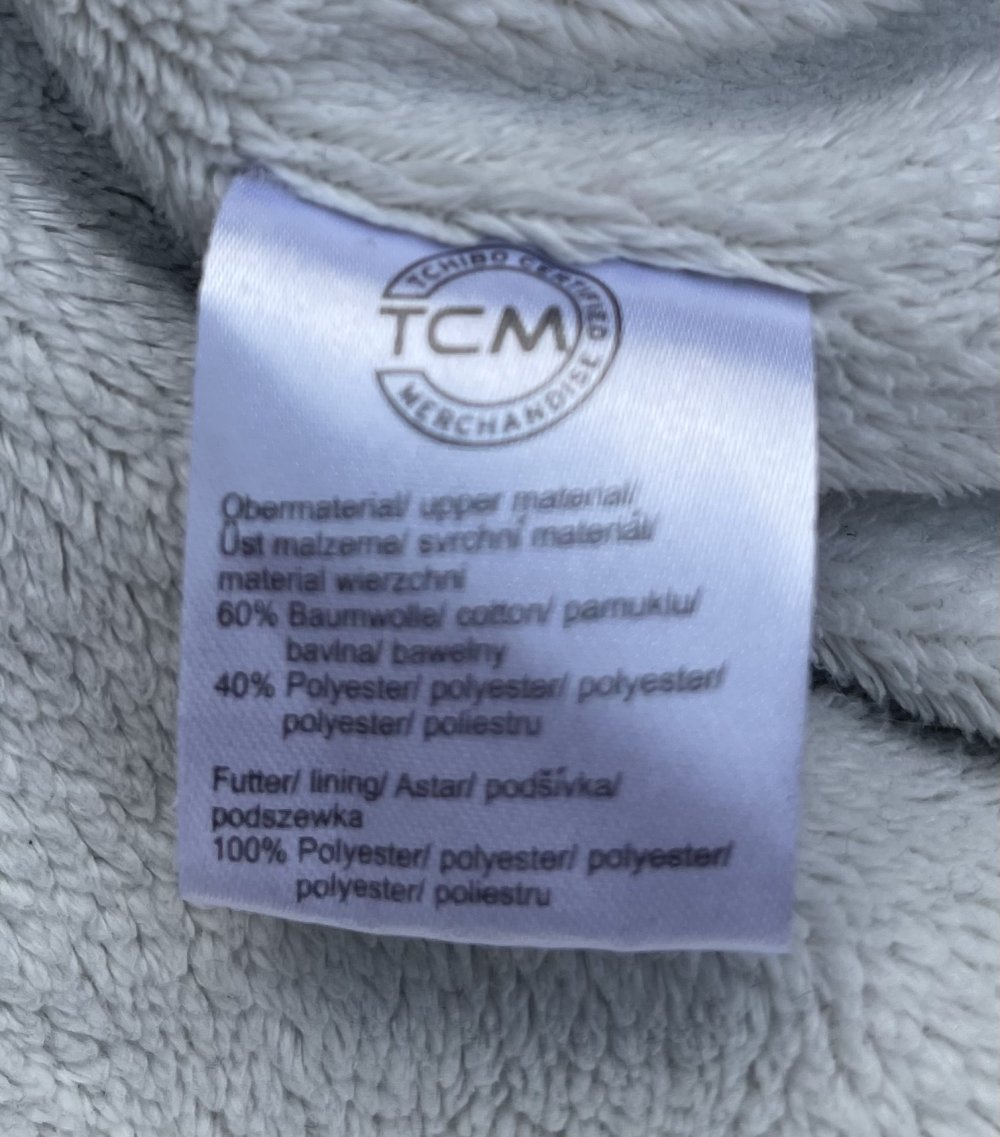 TCHIBO CERTIFIED
TCM
MERCHANDISE
Obermaterial/ upper material/
Üst malzeme/ svrchní materiál/
material wierzchni
60% Baumwolle/ cotton/ pamuklu/
bavlna/ bawełny
40% Polyester/ polyester/ polyester/
polyester/ poliestru
Futter/ lining/ Astar/ podšívka/
podszewka
100% Polyester/ polyester/ polyester/
polyester/ poliestru